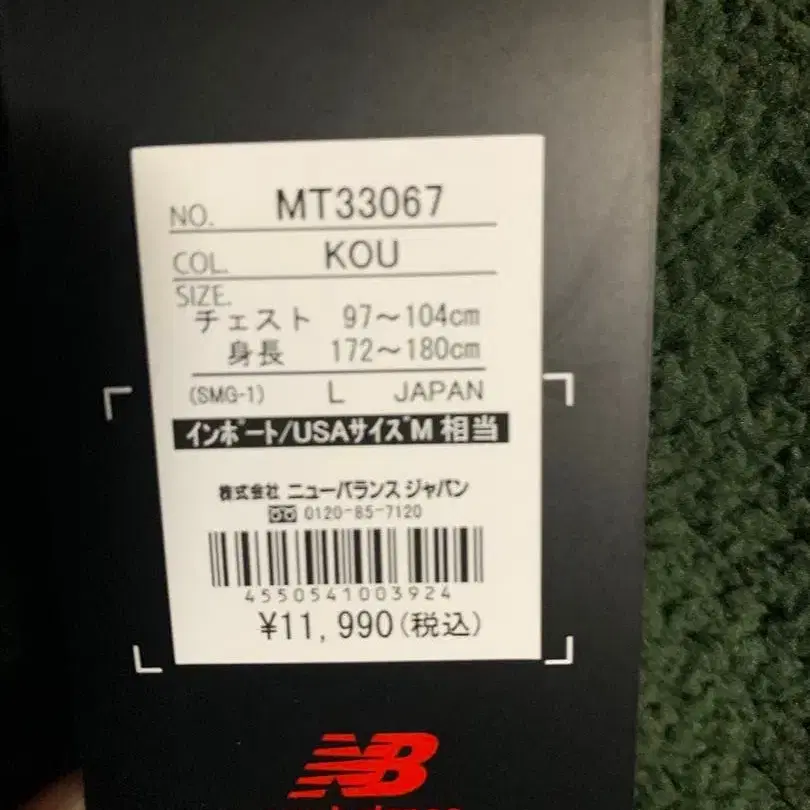 NO. MT33067
COL. KOU
SIZE.
チェスト 97～104cm
身長 172～180cm
(SMG-1) L JAPAN
インポート/USAサイズM 相当
株式会社 ニューバランス ジャパン
0120-85-7120
4550541003924
¥11,990(税込)
NB